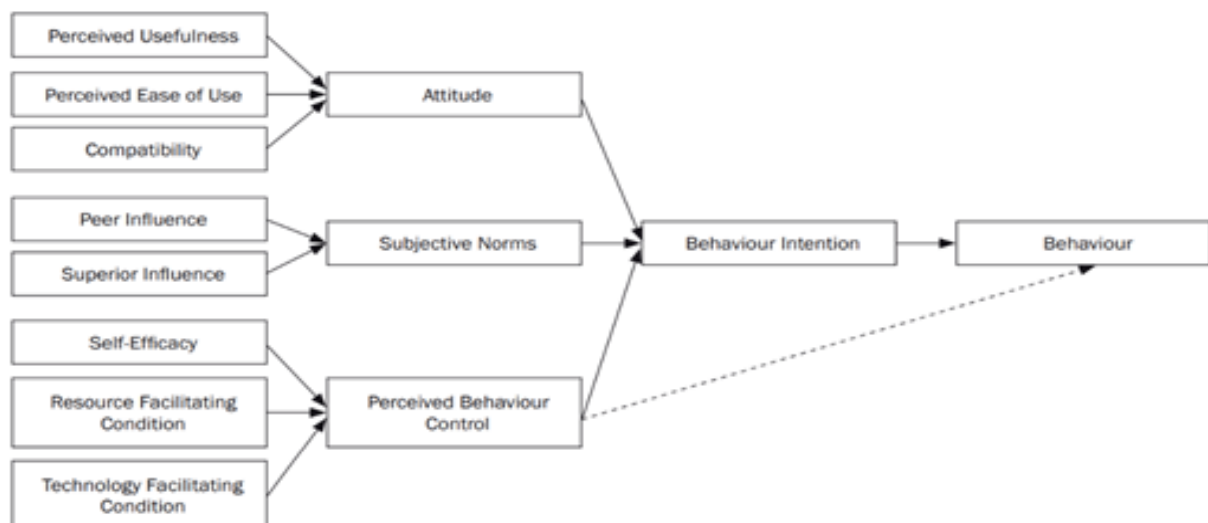 Perceived Usefulness
Perceived Ease of Use
Compatibility
Attitude
Peer Influence
Superior Influence
Subjective Norms
Self-Efficacy
Resource Facilitating
Condition
Technology Facilitating
Condition
Perceived Behaviour
Control
Behaviour Intention
Behaviour